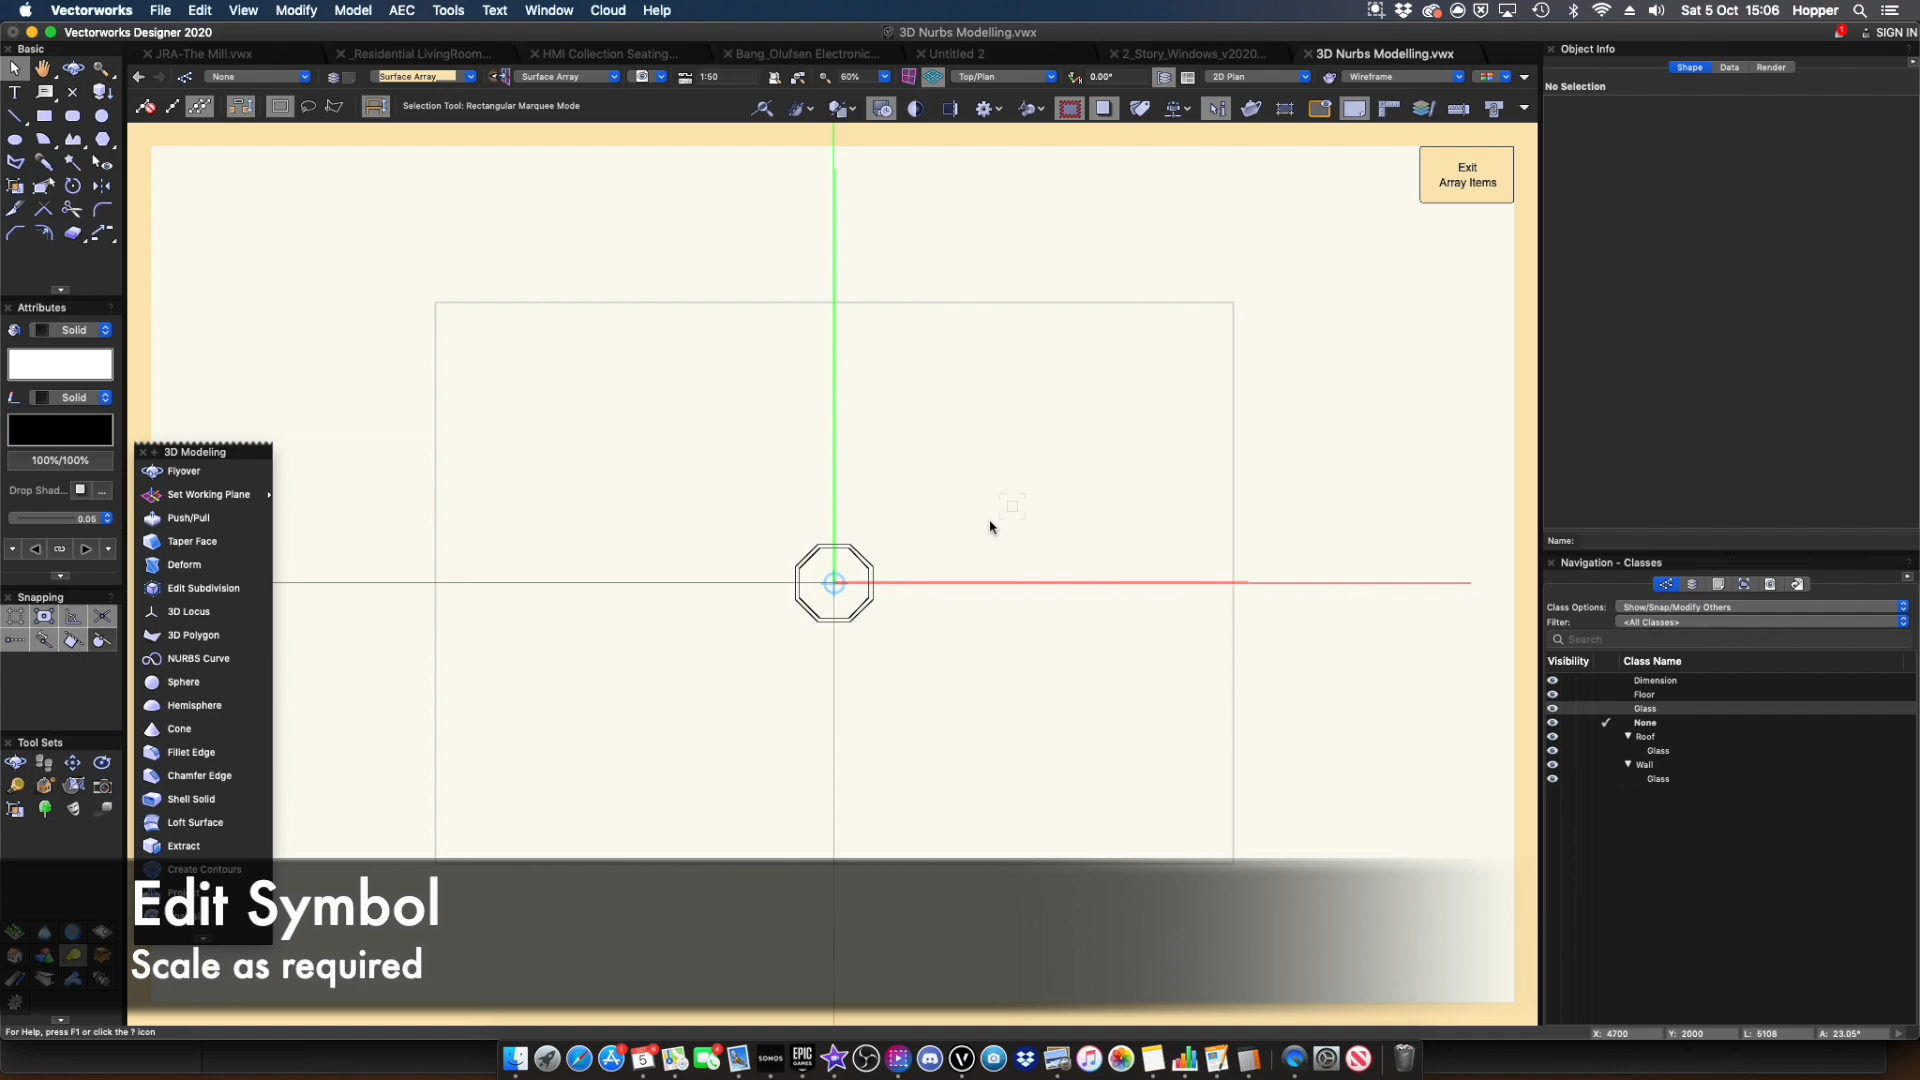 Vectorworks File Edit View Modify Model AEC Tools Text Window Cloud Help Sat 5 Oct 15:06 Hopper
Vectorworks Designer 2020 3D Nurbs Modelling.vwx SIGN IN
Basic
JRA-The Mill.vwx _Residential LivingRoom... HMI Collection Seating... Bang_Olufsen Electronic... Untitled 2 2_Story_Windows_v2020... 3D Nurbs Modelling.vwx
Object Info
None Surface Array Surface Array 1:50 60% Top/Plan 0.00° 2D Plan Wireframe
Shape Data Render
No Selection
Selection Tool: Rectangular Marquee Mode
Exit
Array Items
Attributes
Solid
Solid
100%/100%
Drop Shad... ...
0.05
Snapping
Tool Sets
3D Modeling
Flyover
Set Working Plane
Push/Pull
Taper Face
Deform
Edit Subdivision
3D Locus
3D Polygon
NURBS Curve
Sphere
Hemisphere
Cone
Fillet Edge
Chamfer Edge
Shell Solid
Loft Surface
Extract
Create Contours
Name:
Navigation - Classes
Class Options: Show/Snap/Modify Others
Filter: <All Classes>
Search
Visibility Class Name
Dimension
Floor
Glass
None
Roof
Glass
Wall
Glass
Edit Symbol
Scale as required
For Help, press F1 or click the ? icon
X: 4700 Y: 2000 L: 5108 A: 23.05°
SONOS
EPIC GAMES